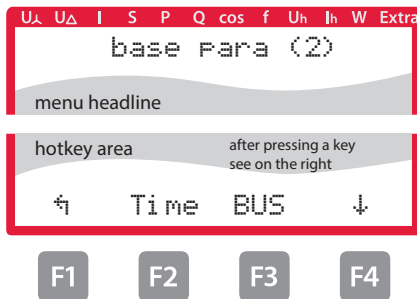 U⅄ U△ I S P Q cos f Uh Ih W Extra
base para (2)
menu headline
hotkey area
after pressing a key
see on the right
↰ Time BUS ↓
F1 F2 F3 F4